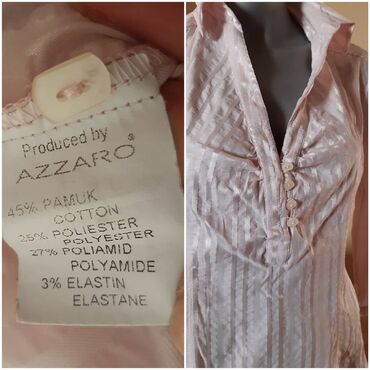 Produced by
AZZARO®
45% PAMUK
COTTON
25% POLIESTER
POLYESTER
27% POLIAMID
POLYAMIDE
3% ELASTIN
ELASTANE